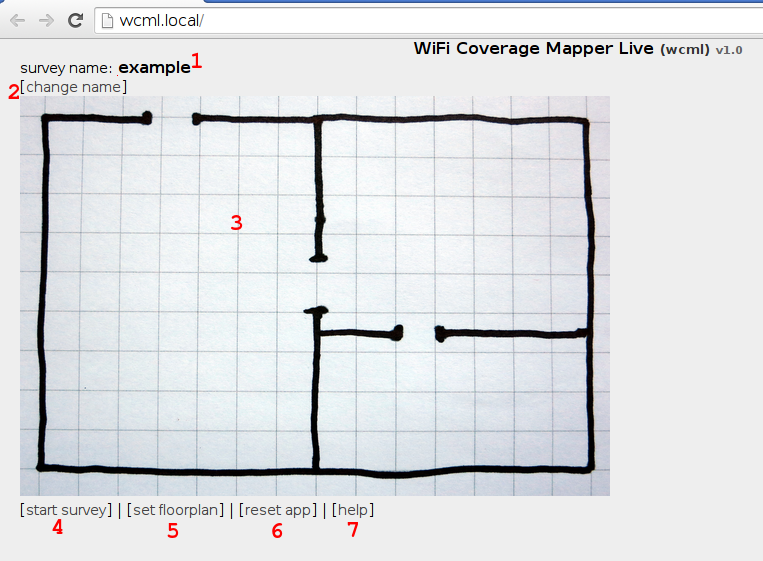 wcml.local/
WiFi Coverage Mapper Live (wcml) v1.0
survey name: example 1
2 [change name]
3
[start survey] | [set floorplan] | [reset app] | [help]
4 5 6 7